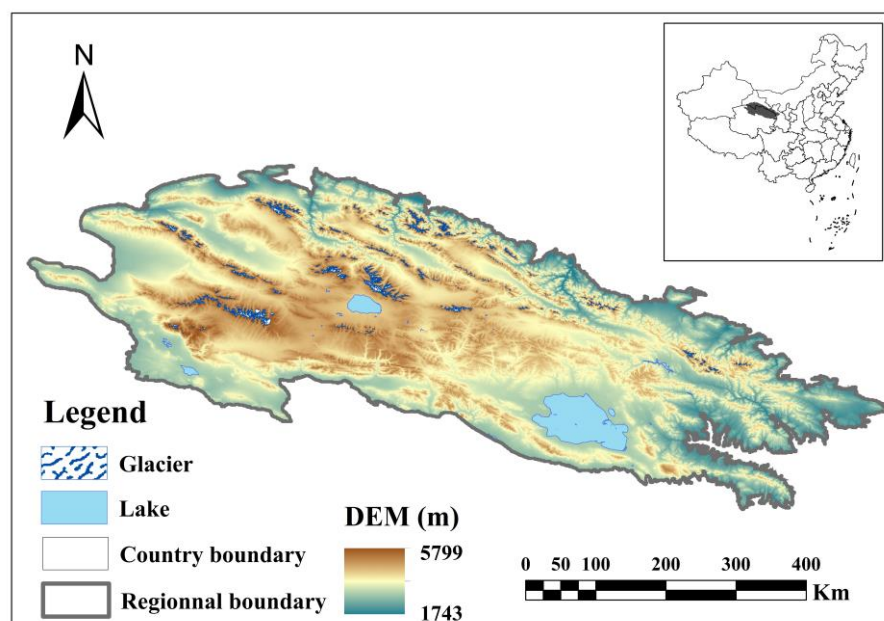 N
Legend
Glacier
Lake
Country boundary
Regionnal boundary
DEM (m)
5799
1743
0 50 100 200 300 400
Km